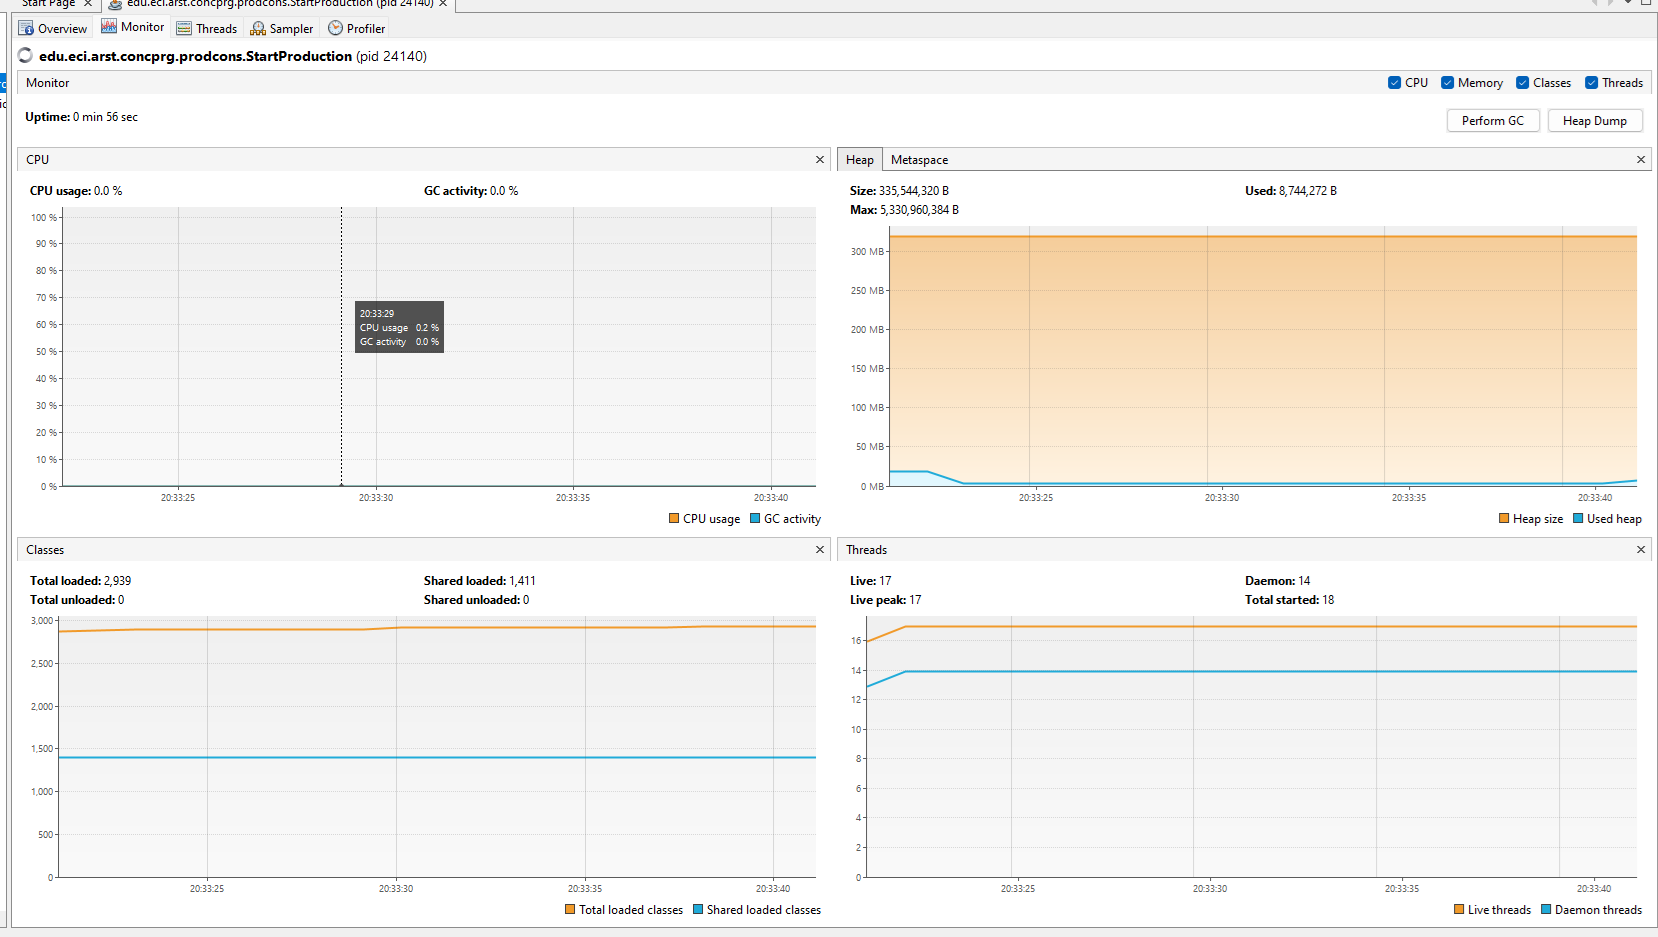 Start Page
edu.eci.arst.concprg.prodcons.StartProduction (pid 24140)
Overview Monitor Threads Sampler Profiler
edu.eci.arst.concprg.prodcons.StartProduction (pid 24140)
Monitor
CPU Memory Classes Threads
Uptime: 0 min 56 sec
Perform GC Heap Dump
CPU
CPU usage: 0.0 % GC activity: 0.0 %
100 %
90 %
80 %
70 %
60 %
50 %
40 %
30 %
20 %
10 %
0 %
20:33:29
CPU usage 0.2 %
GC activity 0.0 %
20:33:25 20:33:30 20:33:35 20:33:40
CPU usage GC activity
Heap Metaspace
Size: 335,544,320 B Used: 8,744,272 B
Max: 5,330,960,384 B
300 MB
250 MB
200 MB
150 MB
100 MB
50 MB
0 MB
20:33:25 20:33:30 20:33:35 20:33:40
Heap size Used heap
Classes
Total loaded: 2,939 Shared loaded: 1,411
Total unloaded: 0 Shared unloaded: 0
3,000
2,500
2,000
1,500
1,000
500
0
20:33:25 20:33:30 20:33:35 20:33:40
Total loaded classes Shared loaded classes
Threads
Live: 17 Daemon: 14
Live peak: 17 Total started: 18
16
14
12
10
8
6
4
2
0
20:33:25 20:33:30 20:33:35 20:33:40
Live threads Daemon threads